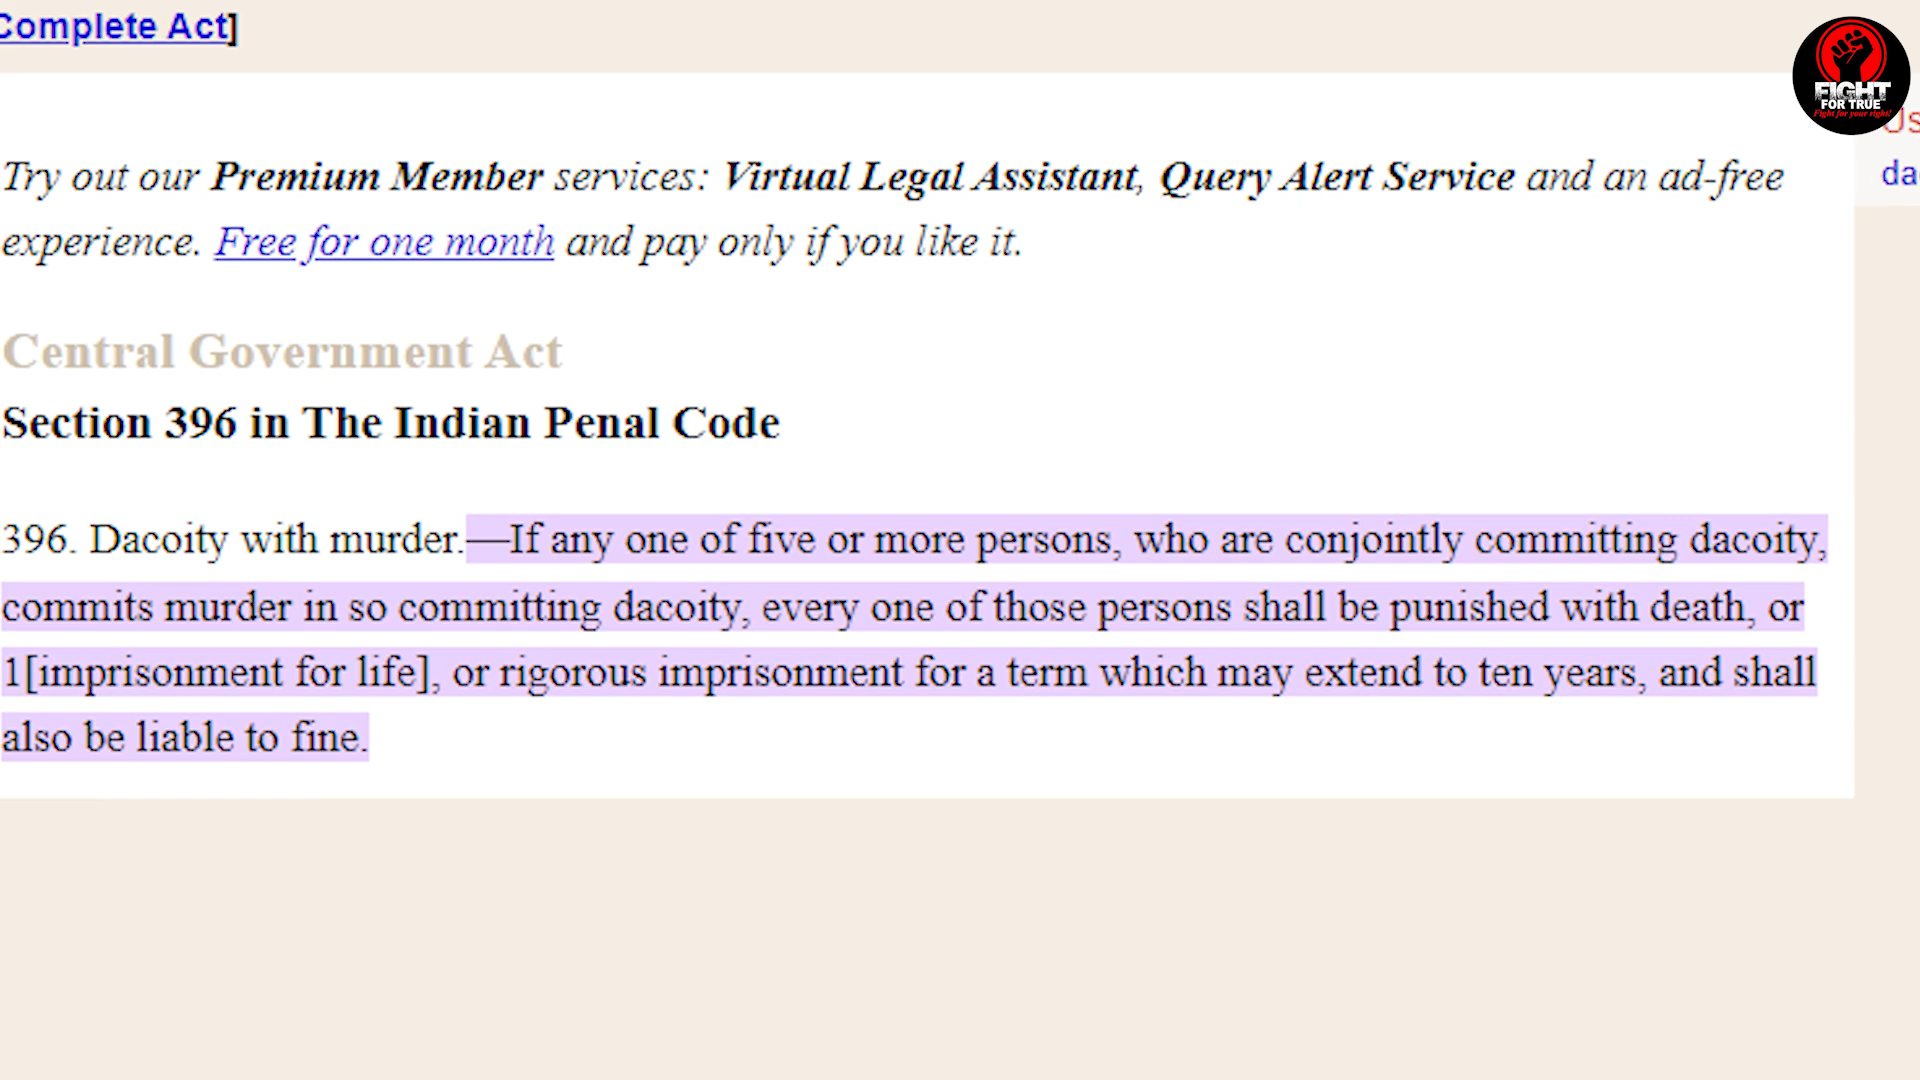 Complete Act]
FIGHT
FOR TRUE
Fight for your right!
Try out our Premium Member services: Virtual Legal Assistant, Query Alert Service and an ad-free
experience. Free for one month and pay only if you like it.
Central Government Act
Section 396 in The Indian Penal Code
396. Dacoity with murder.—If any one of five or more persons, who are conjointly committing dacoity,
commits murder in so committing dacoity, every one of those persons shall be punished with death, or
1[imprisonment for life], or rigorous imprisonment for a term which may extend to ten years, and shall
also be liable to fine.